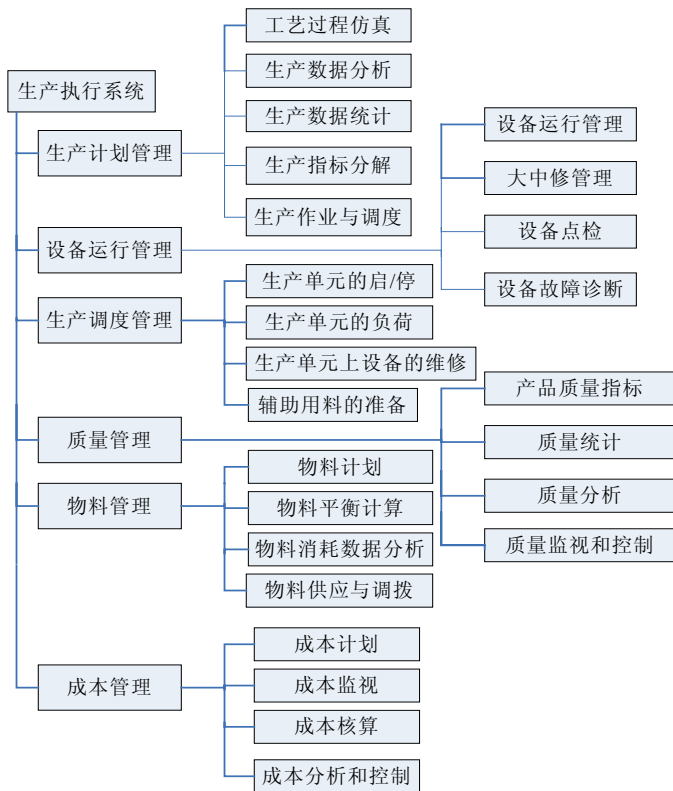 生产执行系统
生产计划管理
工艺过程仿真
生产数据分析
生产数据统计
生产指标分解
生产作业与调度
设备运行管理
设备运行管理
大中修管理
设备点检
设备故障诊断
生产调度管理
生产单元的启/停
生产单元的负荷
生产单元上设备的维修
辅助用料的准备
质量管理
产品质量指标
质量统计
质量分析
质量监视和控制
物料管理
物料计划
物料平衡计算
物料消耗数据分析
物料供应与调拨
成本管理
成本计划
成本监视
成本核算
成本分析和控制